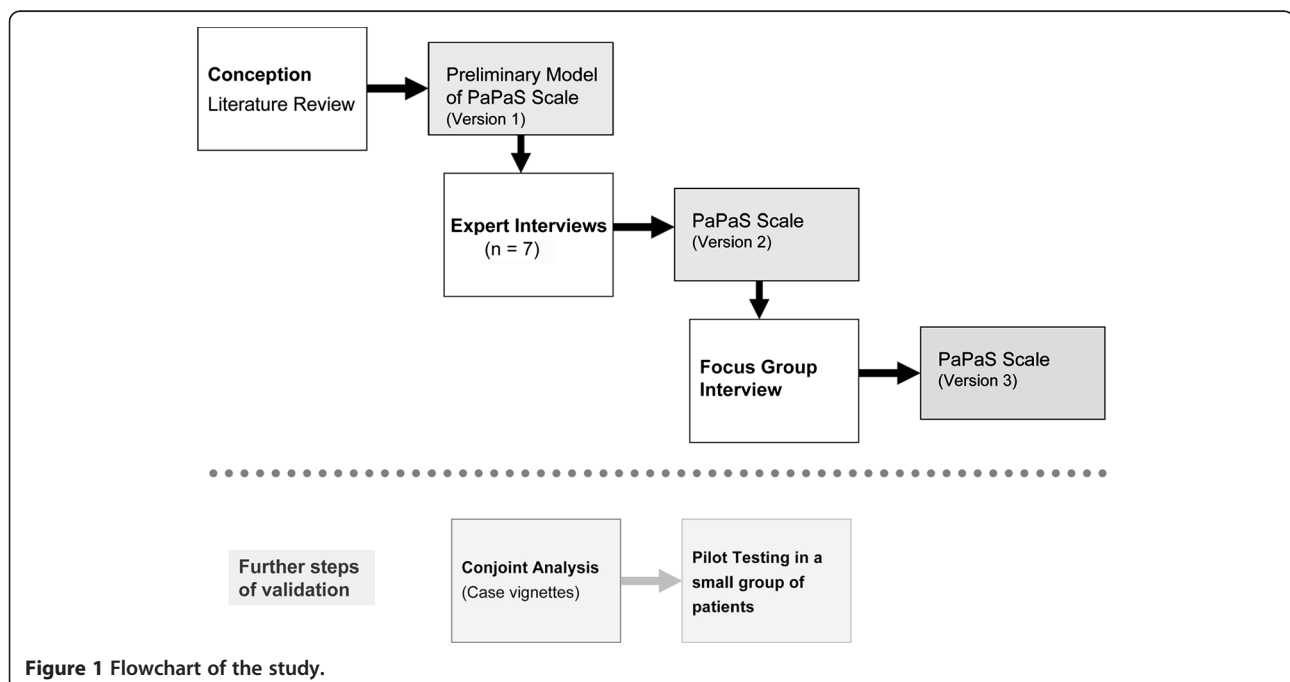 Conception
Literature Review
Preliminary Model
of PaPaS Scale
(Version 1)
Expert Interviews
(n = 7)
PaPaS Scale
(Version 2)
Focus Group
Interview
PaPaS Scale
(Version 3)
Further steps
of validation
Conjoint Analysis
(Case vignettes)
Pilot Testing in a
small group of
patients
Figure 1 Flowchart of the study.